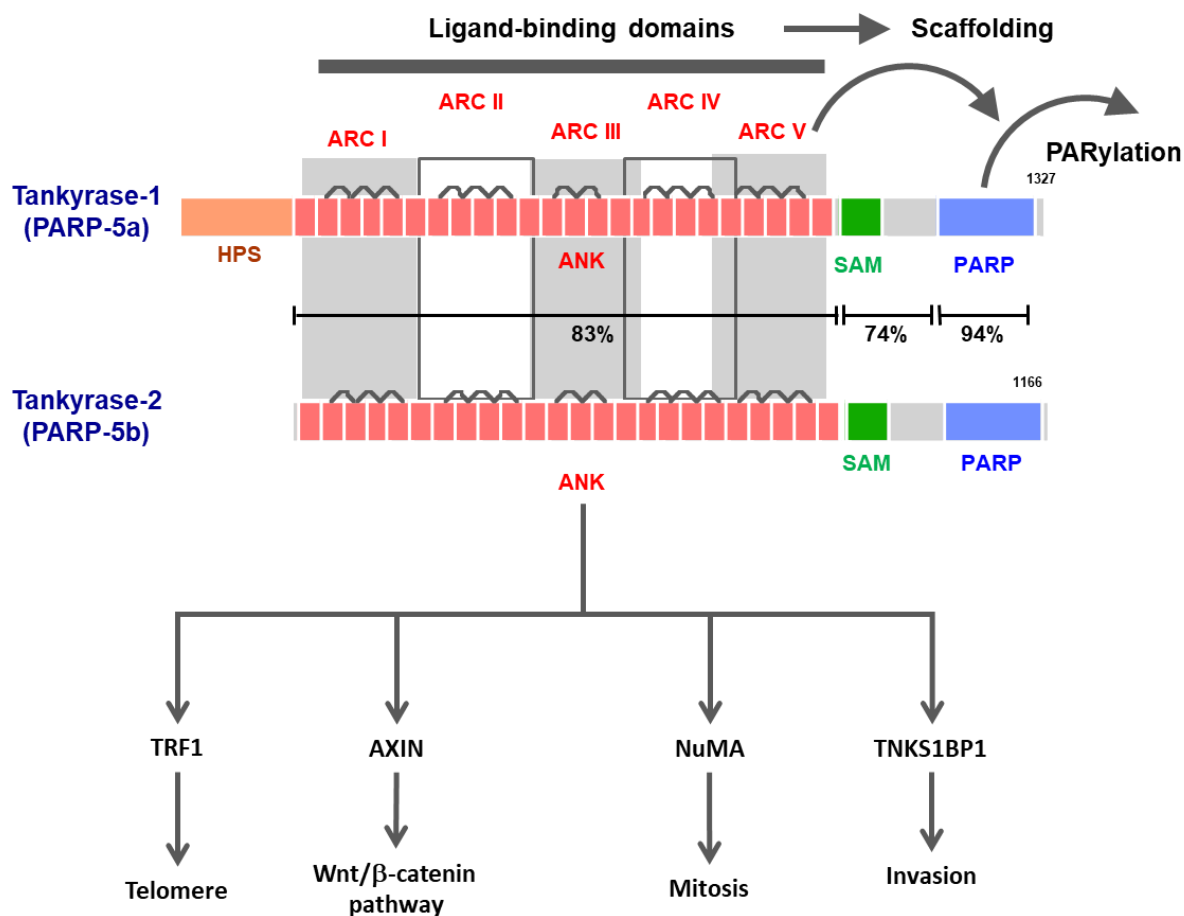 Ligand-binding domains
Scaffolding
ARC II
ARC IV
ARC I
ARC III
ARC V
PARylation
Tankyrase-1
(PARP-5a)
1327
HPS
ANK
SAM
PARP
83%
74%
94%
Tankyrase-2
(PARP-5b)
1166
SAM
PARP
ANK
TRF1
AXIN
NuMA
TNKS1BP1
Telomere
Wnt/β-catenin
pathway
Mitosis
Invasion